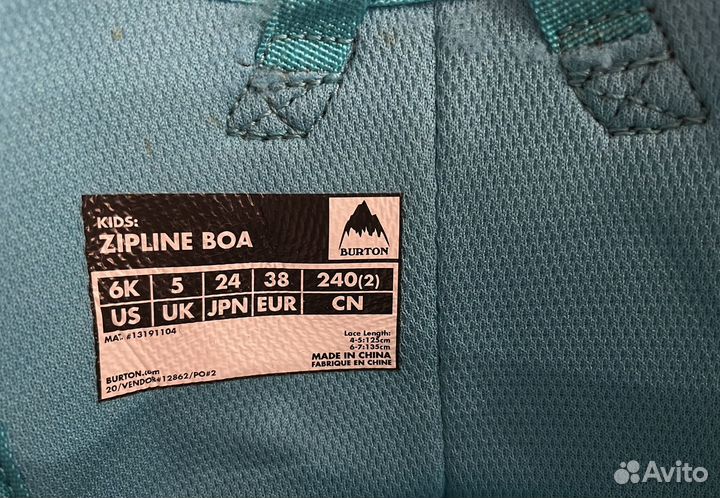 KIDS:
ZIPLINE BOA
BURTON
6K 5 24 38 240(2)
US UK JPN EUR CN
MAT. #13191104
Lace Length:
4-5:125cm
6-7:135cm
MADE IN CHINA
FABRIQUE EN CHINE
BURTON.com
20/VENDOR#12862/PO#2
Avito